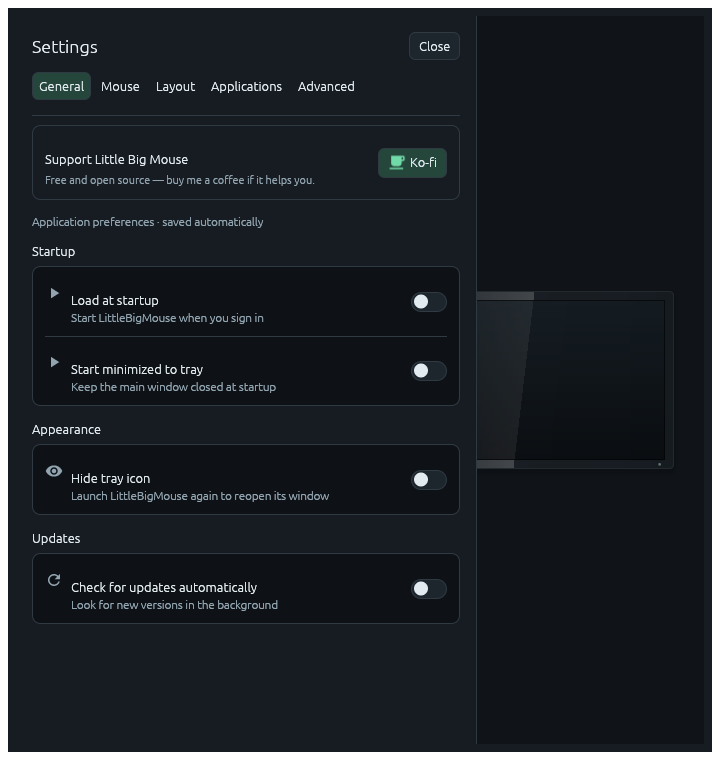 Settings
Close
General
Mouse
Layout
Applications
Advanced
Support Little Big Mouse
Free and open source — buy me a coffee if it helps you.
Ko-fi
Application preferences · saved automatically
Startup
Load at startup
Start LittleBigMouse when you sign in
Start minimized to tray
Keep the main window closed at startup
Appearance
Hide tray icon
Launch LittleBigMouse again to reopen its window
Updates
Check for updates automatically
Look for new versions in the background